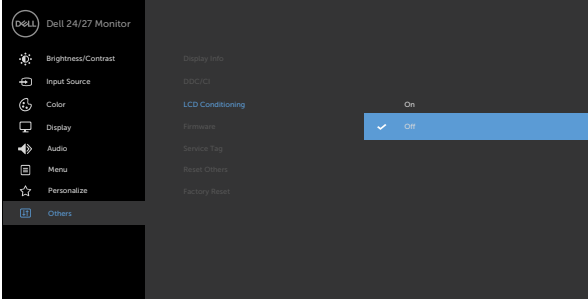 DELL
Dell 24/27 Monitor
Brightness/Contrast
Input Source
Color
Display
Audio
Menu
Personalize
Others
Display Info
DDC/CI
LCD Conditioning
Firmware
Service Tag
Reset Others
Factory Reset
On
Off